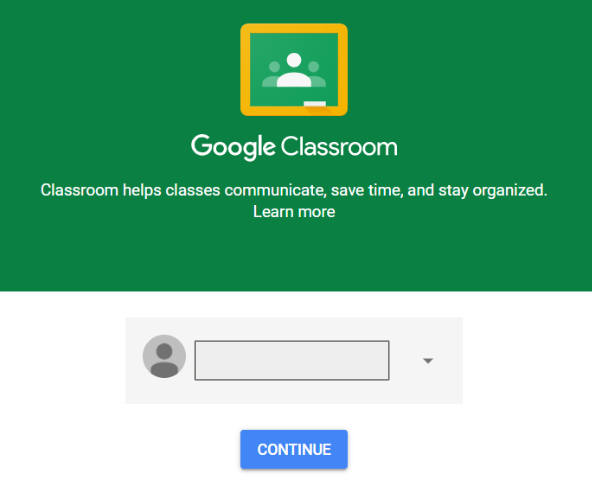 Google Classroom
Classroom helps classes communicate, save time, and stay organized.
Learn more
CONTINUE